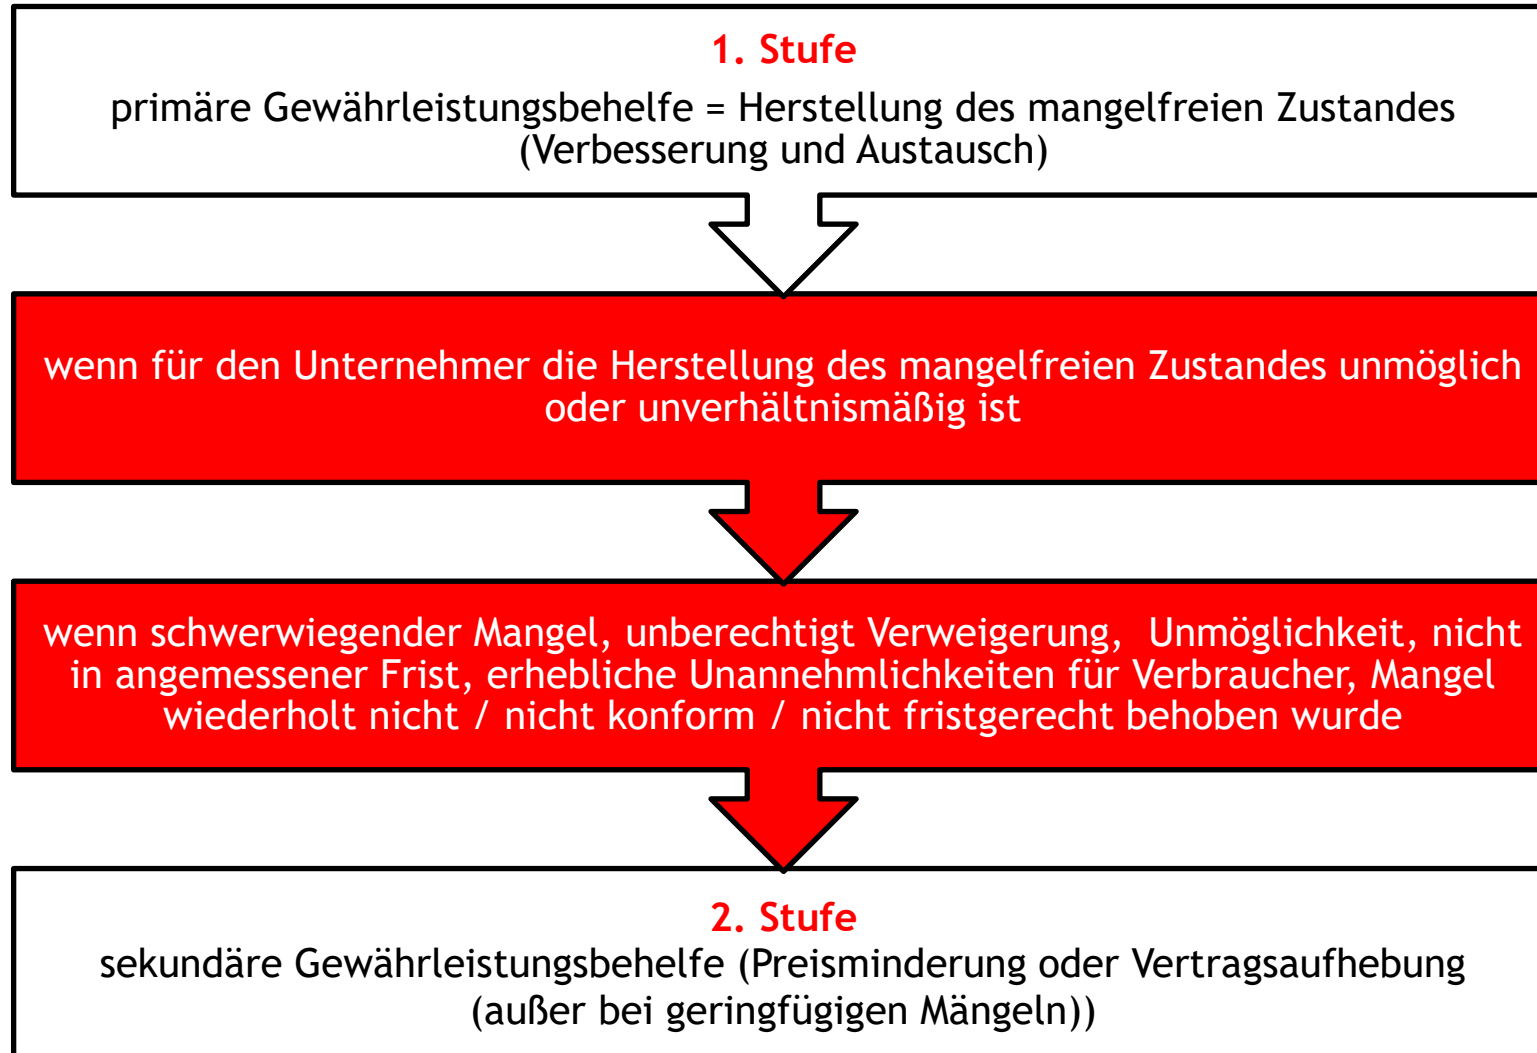 1. Stufe
primäre Gewährleistungsbehelfe = Herstellung des mangelfreien Zustandes
(Verbesserung und Austausch)
wenn für den Unternehmer die Herstellung des mangelfreien Zustandes unmöglich
oder unverhältnismäßig ist
wenn schwerwiegender Mangel, unberechtigt Verweigerung, Unmöglichkeit, nicht
in angemessener Frist, erhebliche Unannehmlichkeiten für Verbraucher, Mangel
wiederholt nicht / nicht konform / nicht fristgerecht behoben wurde
2. Stufe
sekundäre Gewährleistungsbehelfe (Preisminderung oder Vertragsaufhebung
(außer bei geringfügigen Mängeln))